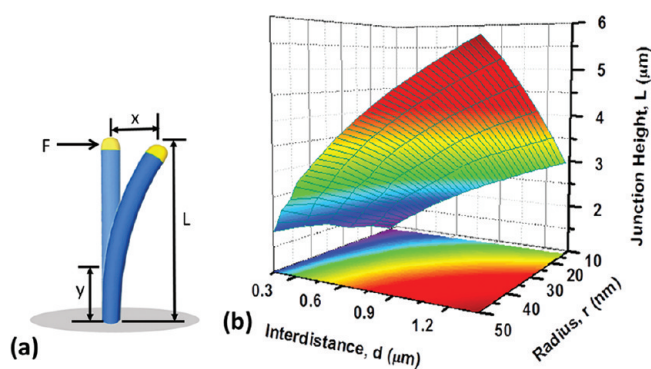 (a)
F
x
L
y
(b)
6
5
4
3
2
Junction Height, L (μm)
0.3
0.6
0.9
1.2
Interdistance, d (μm)
10
20
30
40
50
Radius, r (nm)